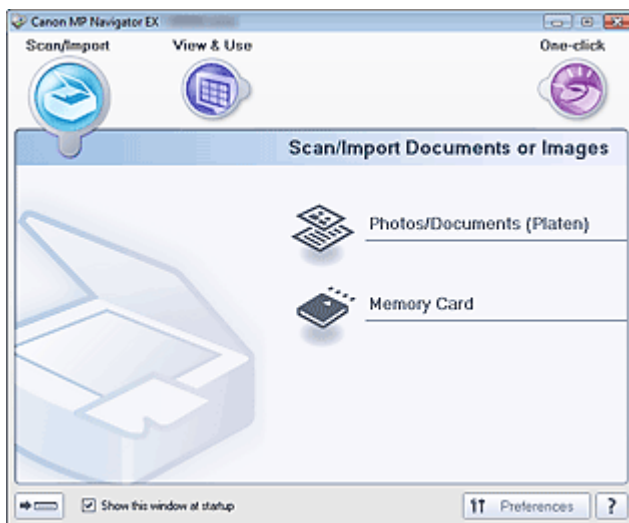 Canon MP Navigator EX
Scan/Import View & Use One-click
Scan/Import Documents or Images
Photos/Documents (Platen)
Memory Card
Show this window at startup Preferences ?